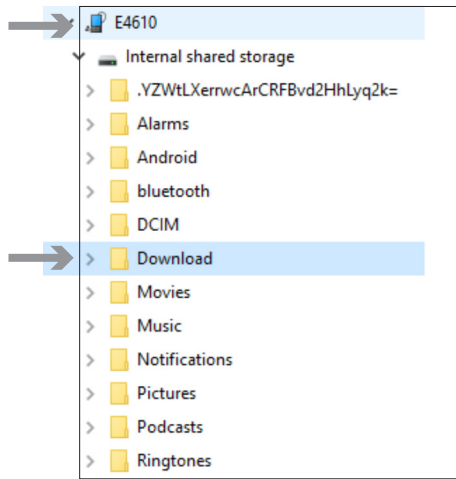 E4610
Internal shared storage
.YZWtLXerrwcArCRFBvd2HhLyq2k=
Alarms
Android
bluetooth
DCIM
Download
Movies
Music
Notifications
Pictures
Podcasts
Ringtones